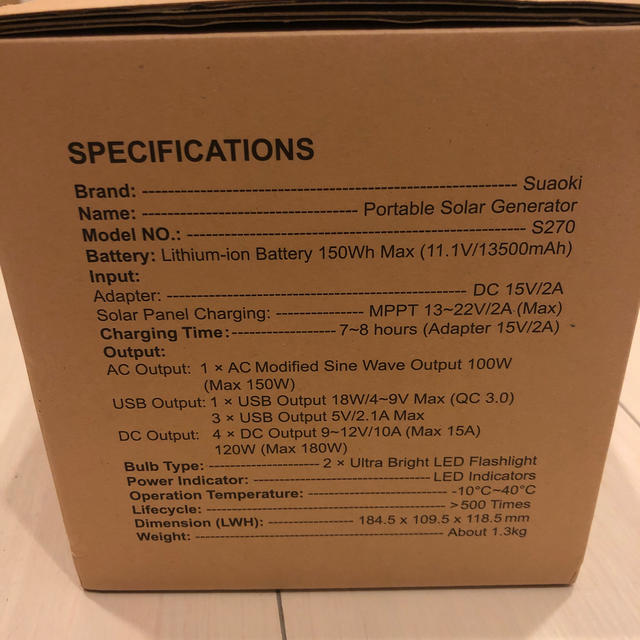 SPECIFICATIONS
Brand: ---------------------------------------------------------- Suaoki
Name: ---------------------------------- Portable Solar Generator
Model NO.: ---------------------------------------------------- S270
Battery: Lithium-ion Battery 150Wh Max (11.1V/13500mAh)
Input:
Adapter: ----------------------------------------------- DC 15V/2A
Solar Panel Charging: -------------- MPPT 13~22V/2A (Max)
Charging Time: ----------------- 7~8 hours (Adapter 15V/2A)
Output:
AC Output: 1 × AC Modified Sine Wave Output 100W
(Max 150W)
USB Output: 1 × USB Output 18W/4~9V Max (QC 3.0)
3 × USB Output 5V/2.1A Max
DC Output: 4 × DC Output 9~12V/10A (Max 15A)
120W (Max 180W)
Bulb Type: -------------------- 2 × Ultra Bright LED Flashlight
Power Indicator: -------------------------------- LED Indicators
Operation Temperature: -------------------------- -10°C~40°C
Lifecycle: --------------------------------------------- >500 Times
Dimension (LWH): --------------- 184.5 x 109.5 x 118.5 mm
Weight: --------------------------------------------- About 1.3kg